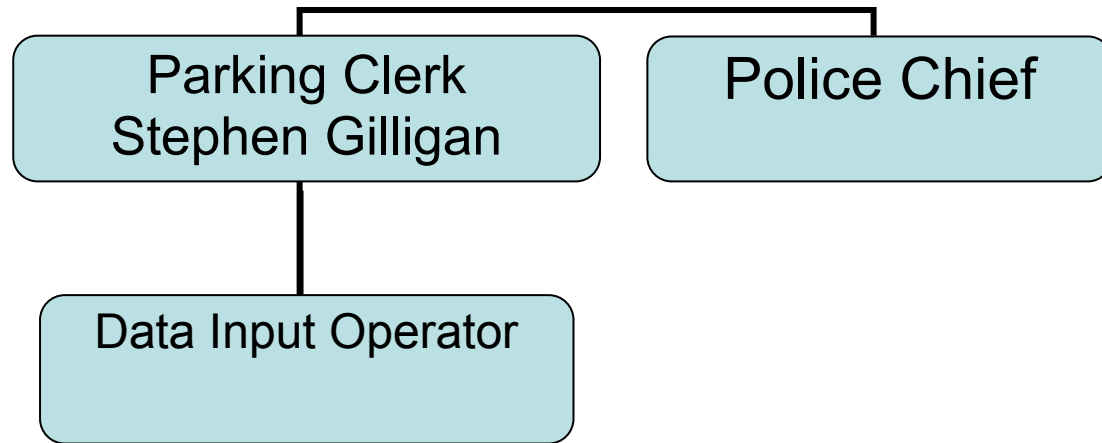 Parking Clerk
Stephen Gilligan
Police Chief
Data Input Operator